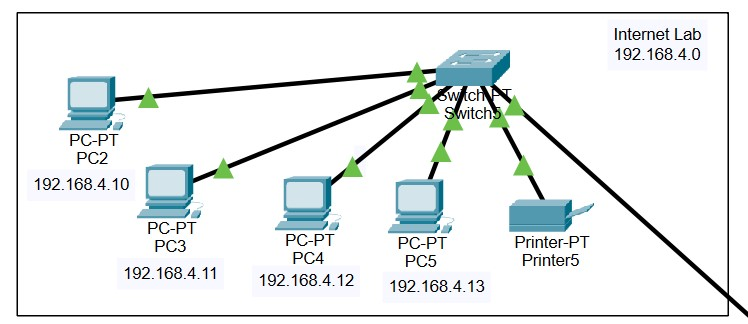 Internet Lab
192.168.4.0
Switch-PT
Switch5
PC-PT
PC2
192.168.4.10
PC-PT
PC3
192.168.4.11
PC-PT
PC4
192.168.4.12
PC-PT
PC5
192.168.4.13
Printer-PT
Printer5